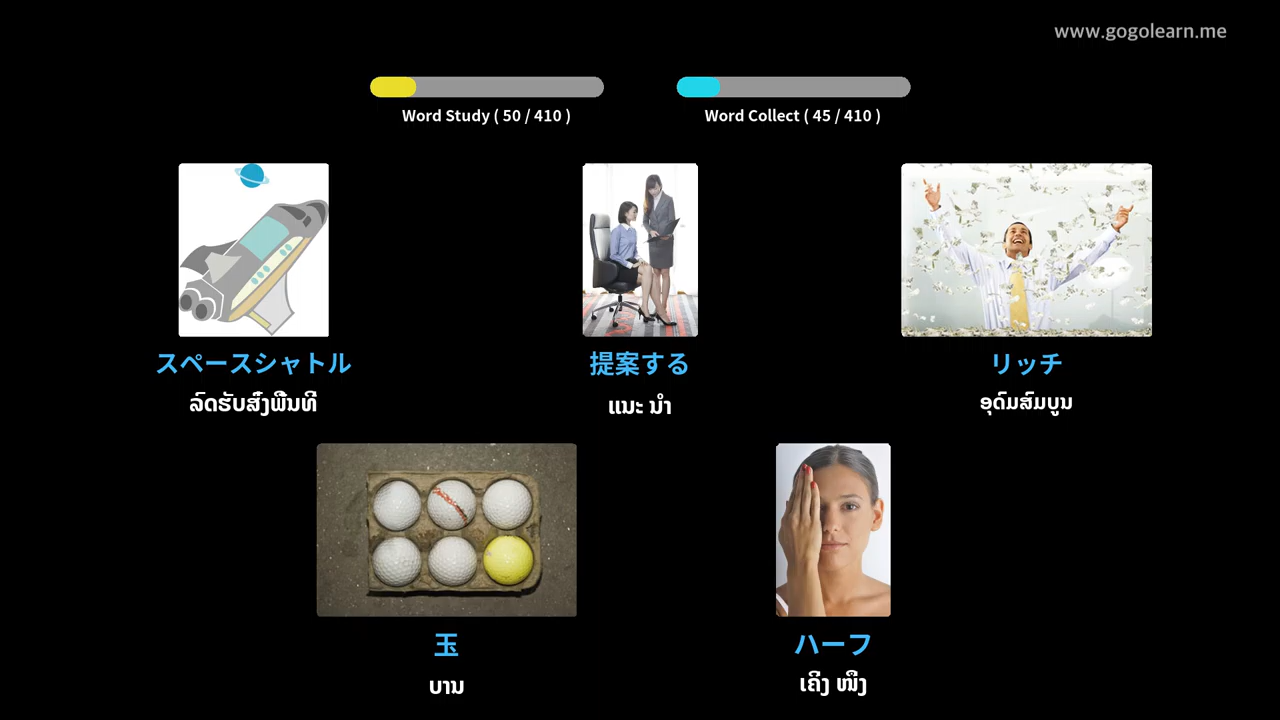 www.gogolearn.me
Word Study ( 50 / 410 )
Word Collect ( 45 / 410 )
スペースシャトル
提案する
リッチ
ລົດຮັບສົ່ງພື້ນທີ່
ແນະ ນຳ
ອຸດົມສົມບູນ
玉
ハーフ
ບານ
ເຄິ່ງ ໜຶ່ງ